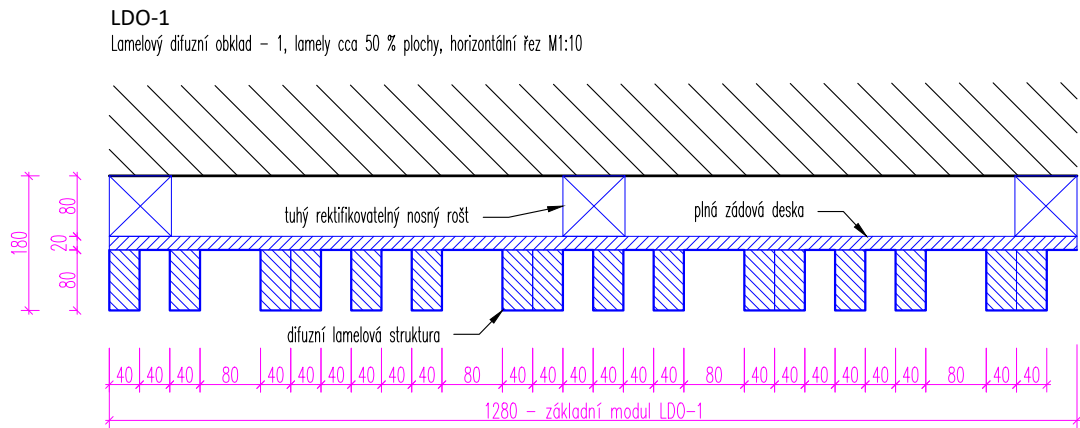 LDO-1
Lamelový difuzní obklad - 1, lamely cca 50 % plochy, horizontální řez M1:10
tuhý rektifikovatelný nosný rošt
plná zádová deska
180
80
20
80
difuzní lamelová struktura
40 40 40 80 40 40 40 40 40 40 80 40 40 40 40 40 40 80 40 40 40 40 40 40 80 40 40
1280 - základní modul LDO-1